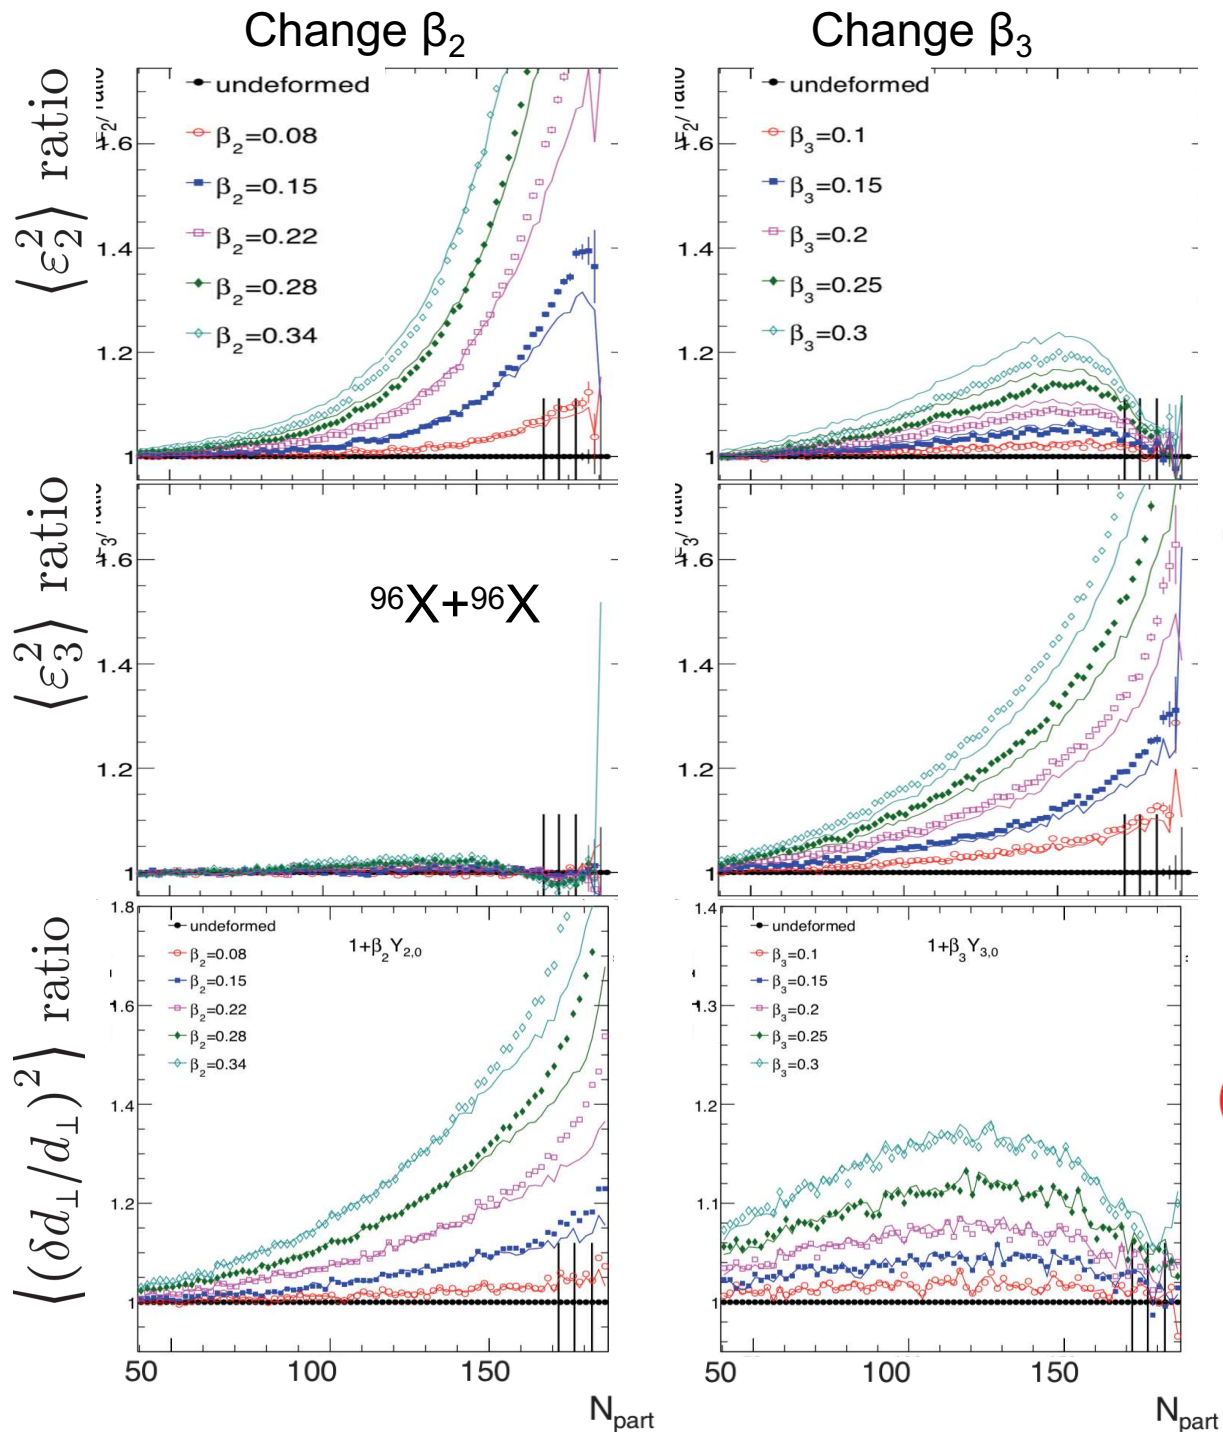 Change β₂
Change β₃
⟨ε₂²⟩ ratio
1.6
1.4
1.2
1
undeformed
β₂=0.08
β₂=0.15
β₂=0.22
β₂=0.28
β₂=0.34
1.6
1.4
1.2
1
undeformed
β₃=0.1
β₃=0.15
β₃=0.2
β₃=0.25
β₃=0.3
⟨ε₃²⟩ ratio
1.6
1.4
1.2
1
⁹⁶X+⁹⁶X
1.6
1.4
1.2
1
⟨(δd⊥/d⊥)²⟩ ratio
1.8
1.6
1.4
1.2
1
undeformed
β₂=0.08
β₂=0.15
β₂=0.22
β₂=0.28
β₂=0.34
1+β₂Y₂,₀
50 100 150
N_part
1.4
1.3
1.2
1.1
1
undeformed
β₃=0.1
β₃=0.15
β₃=0.2
β₃=0.25
β₃=0.3
1+β₃Y₃,₀
50 100 150
N_part